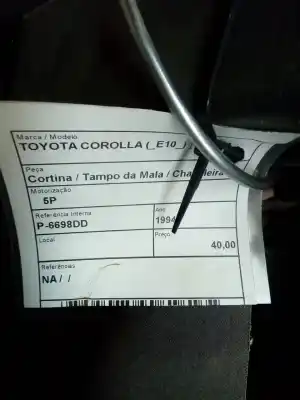 Marca / Modelo
TOYOTA COROLLA (_E10_)
Peça
Cortina / Tampo da Mala / Chapeleira
Motorização
5P
Referência Interna
P-6698DD
Ano
1994
Local
Preço
40,00
Referências
NA / /